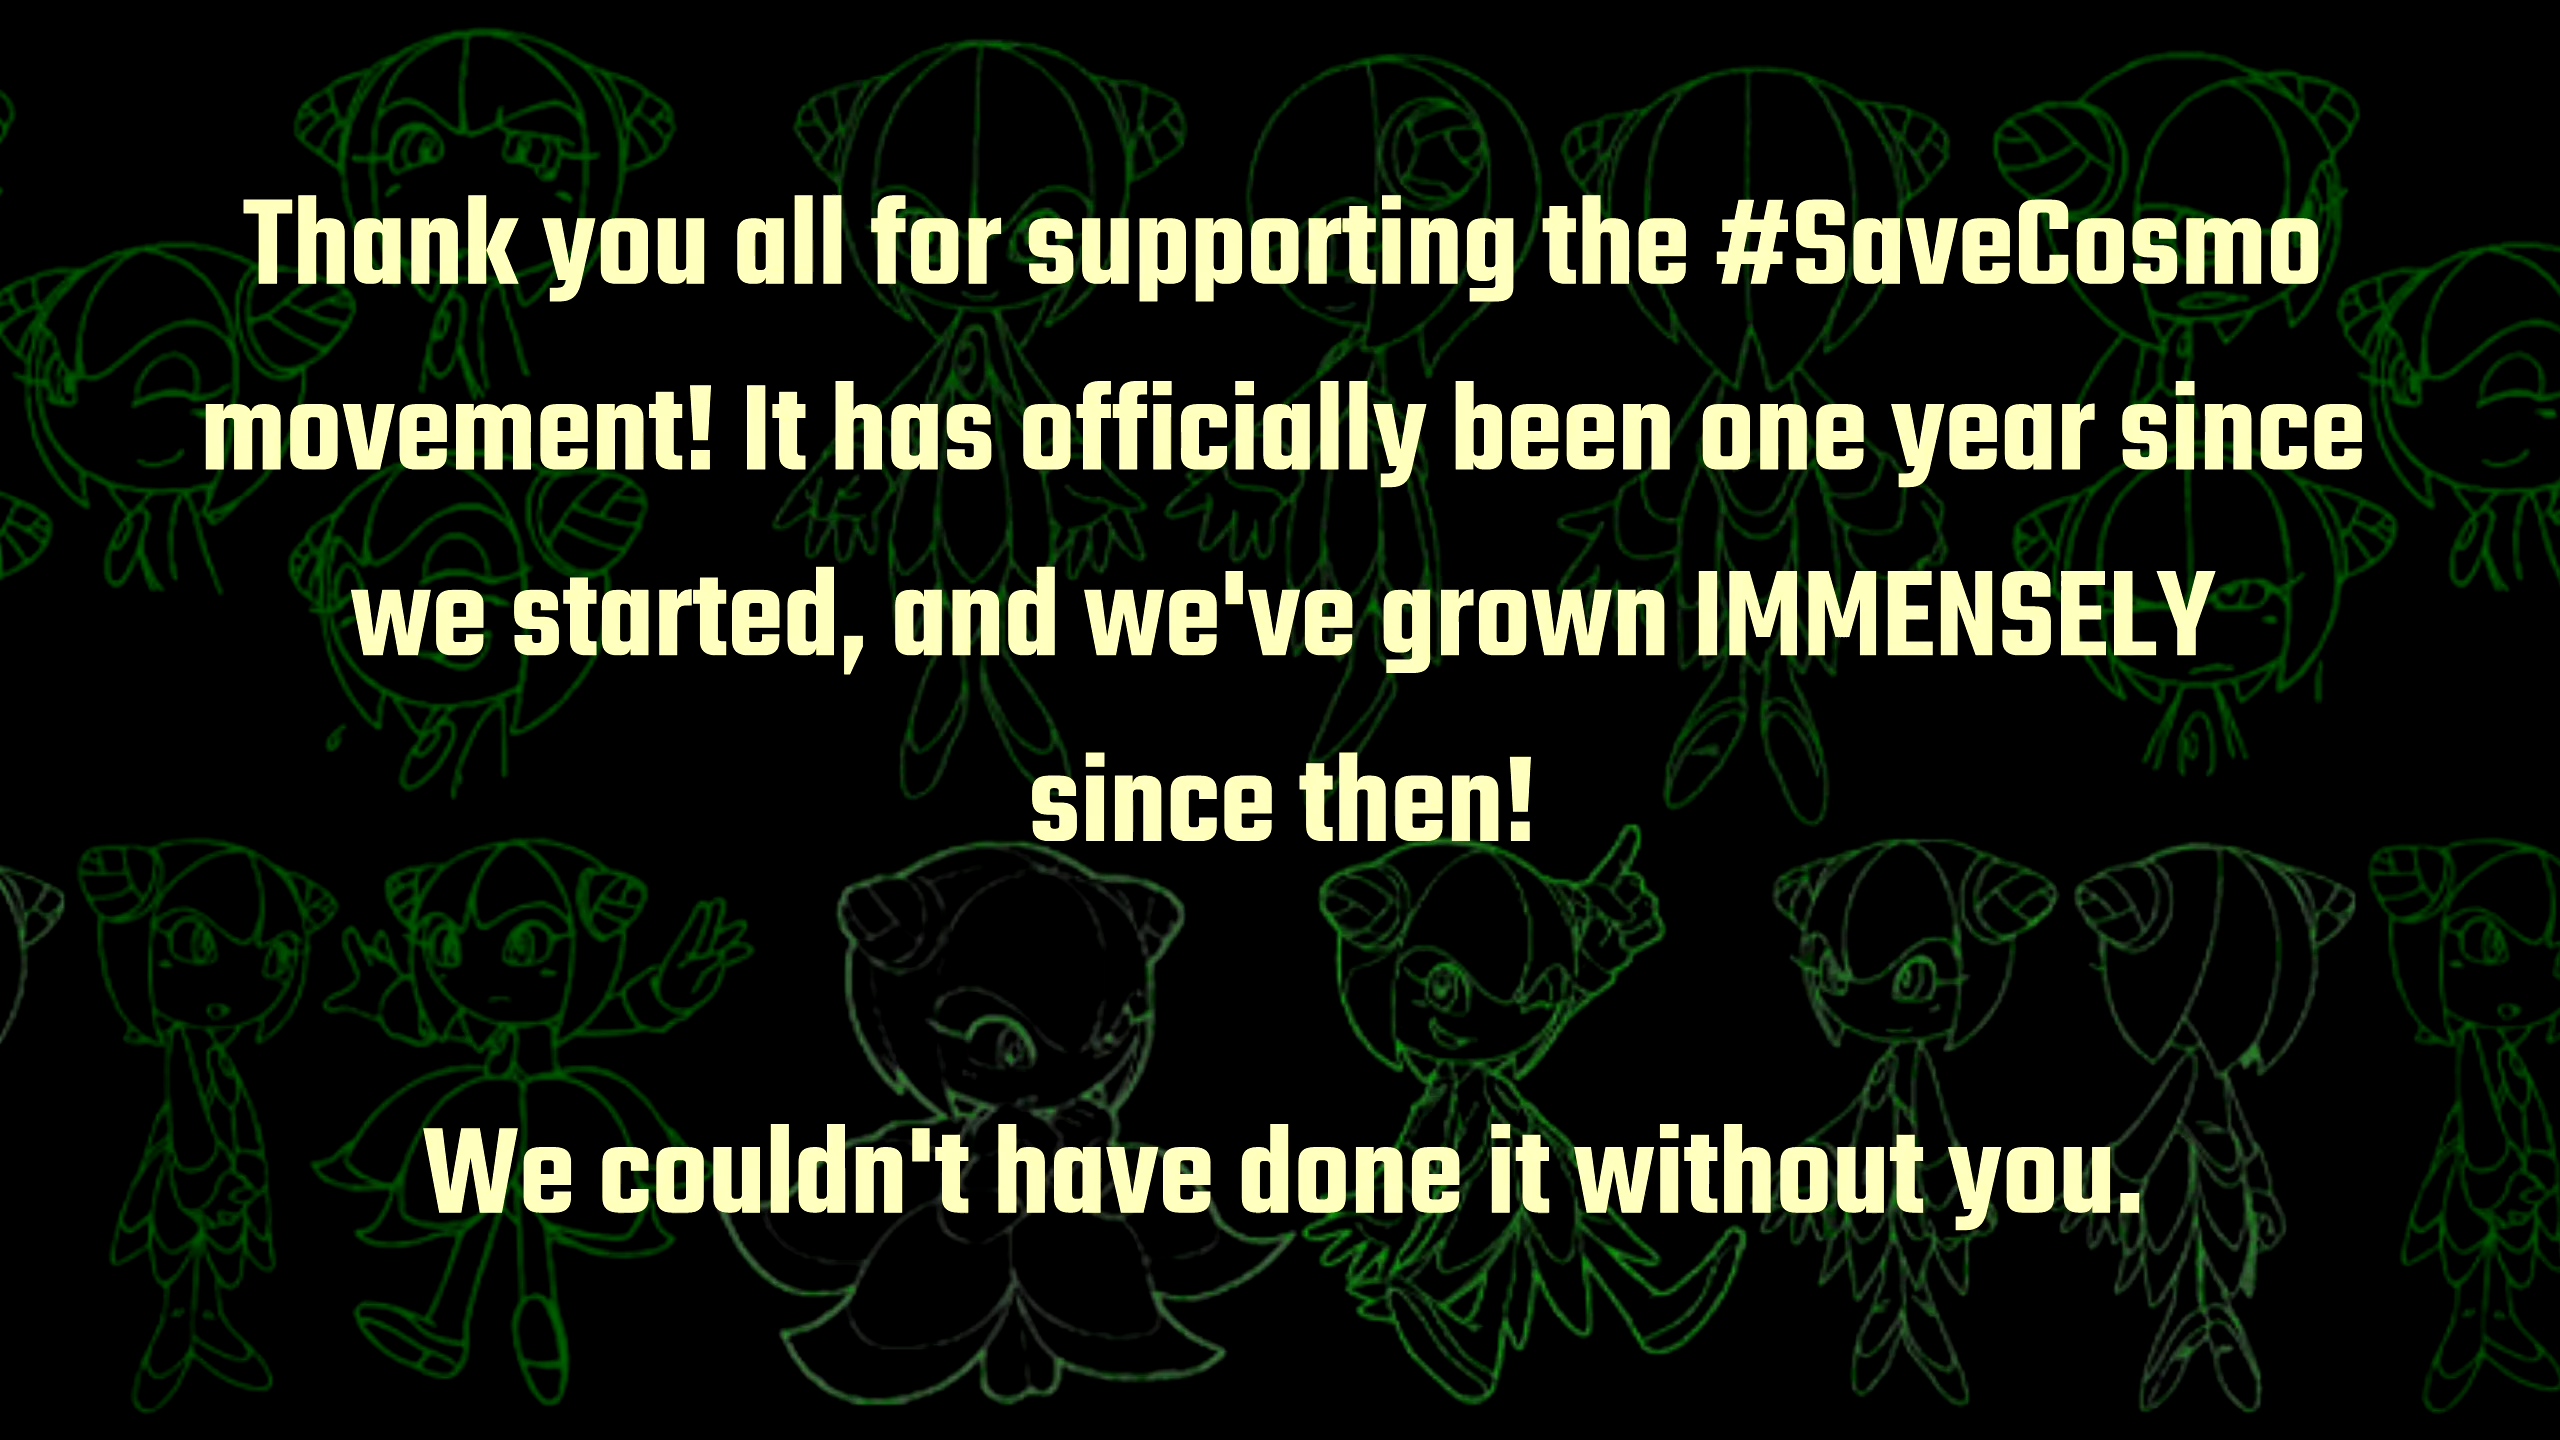 Thank you all for supporting the #SaveCosmo
movement! It has officially been one year since
we started, and we've grown IMMENSELY
since then!
We couldn't have done it without you.